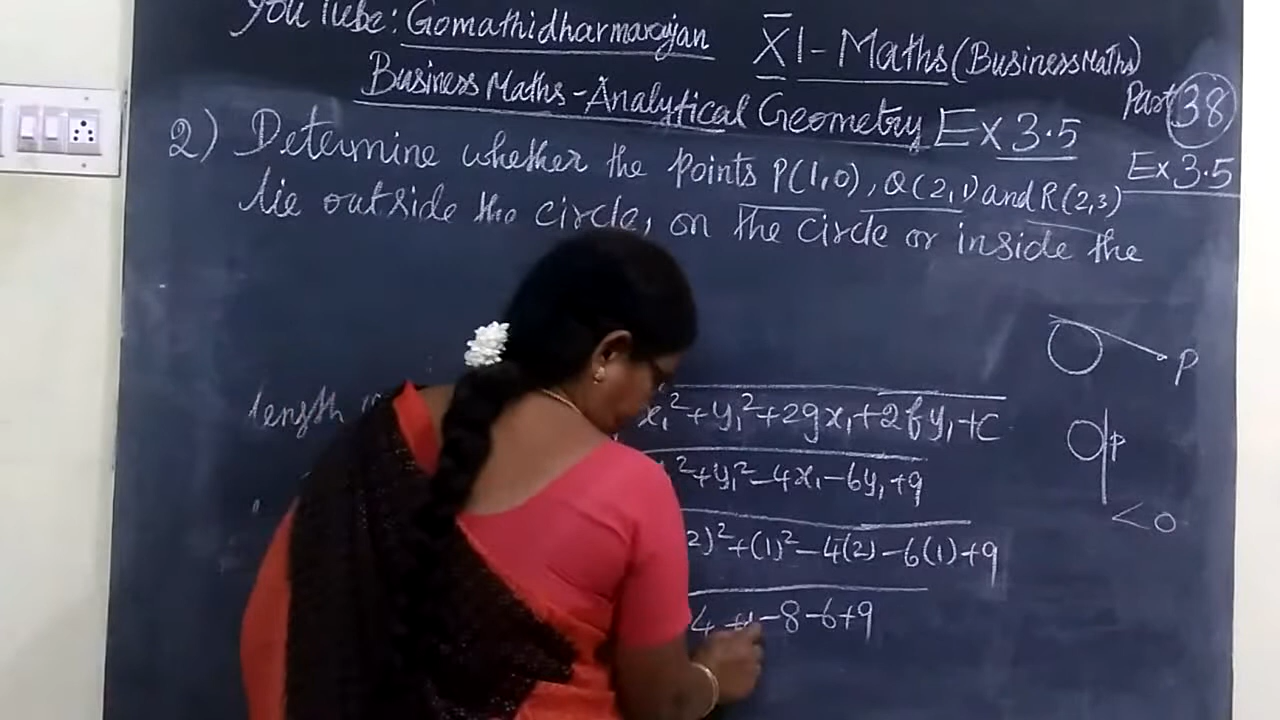 YouTube: Gomathidharmarajan XI - Maths (Business Maths)
Business Maths - Analytical Geometry Ex 3.5 Part 38
Ex 3.5
2) Determine whether the points P(1,0), Q(2,1) and R(2,3)
lie outside the circle, on the circle or inside the
P
length x₁² + y₁² + 2gx₁ + 2fy₁ + c
P
² + y₁² - 4x₁ - 6y₁ + 9
< 0
2)² + (1)² - 4(2) - 6(1) + 9
4 + 1 - 8 - 6 + 9